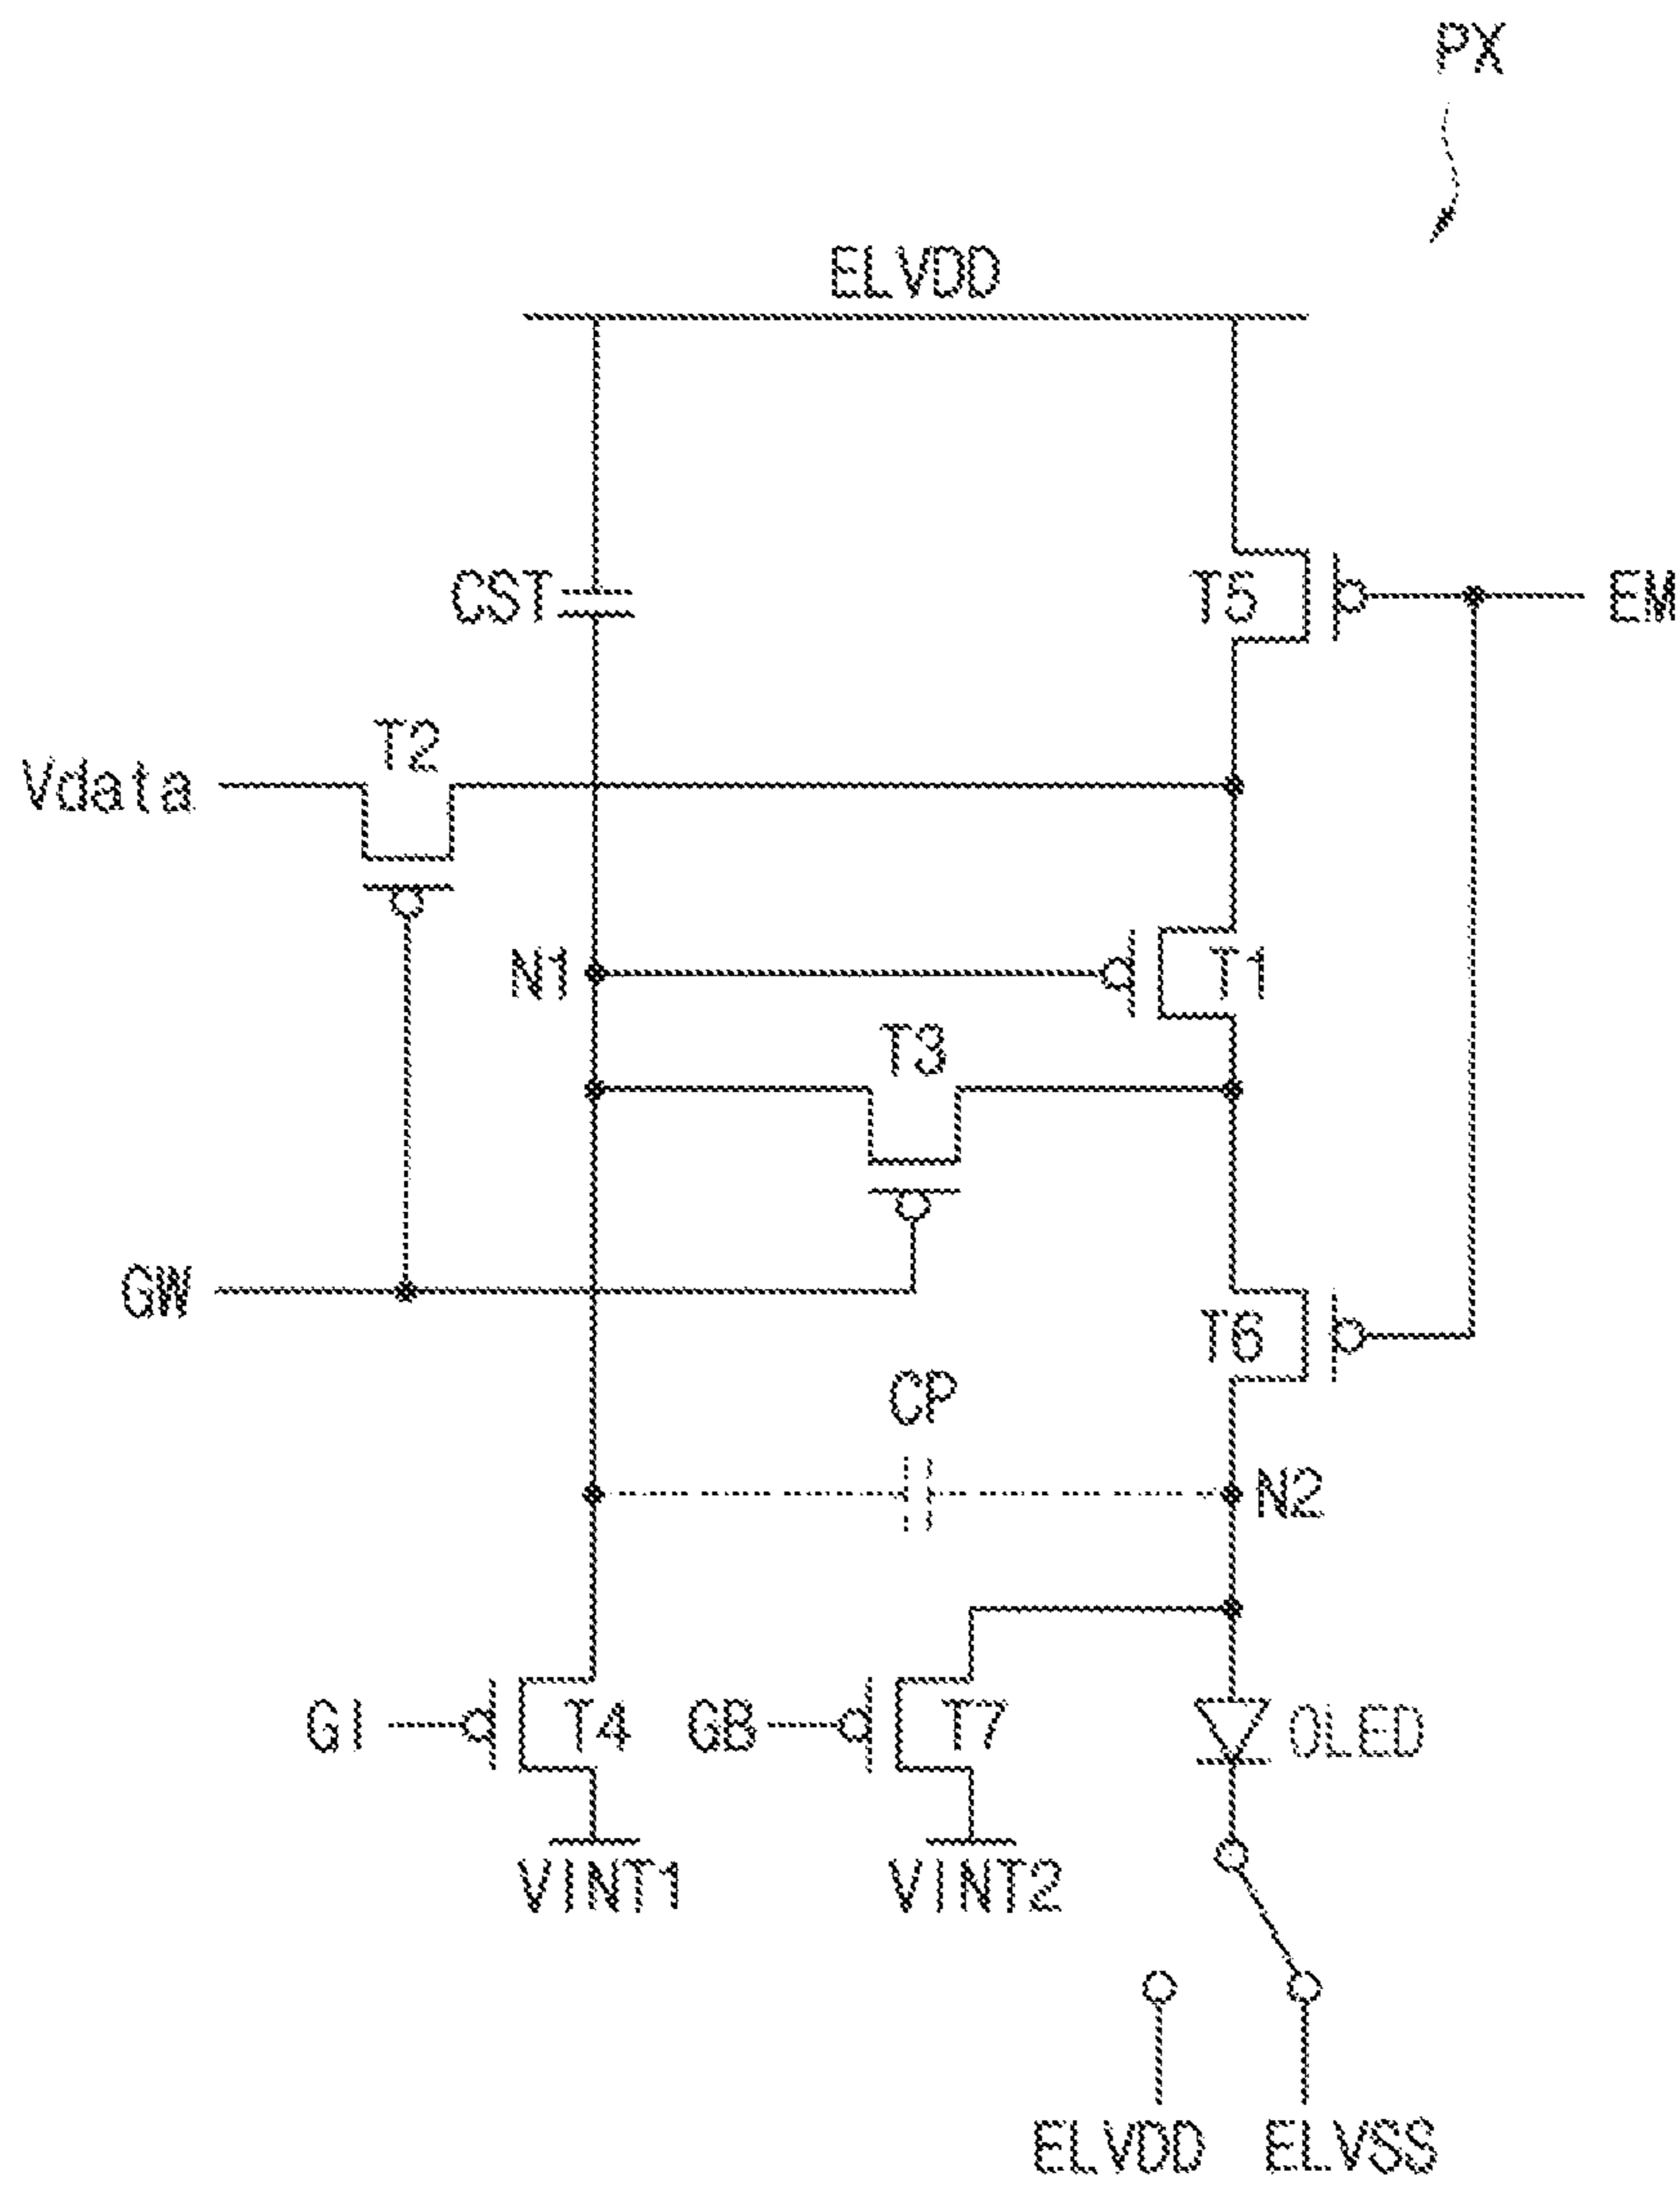 PX
ELVDD
CST
T5
EM
T2
Vdata
N1
T1
T3
GW
T6
CP
N2
GI
T4
GB
T7
OLED
VINT1
VINT2
ELVDD
ELVSS